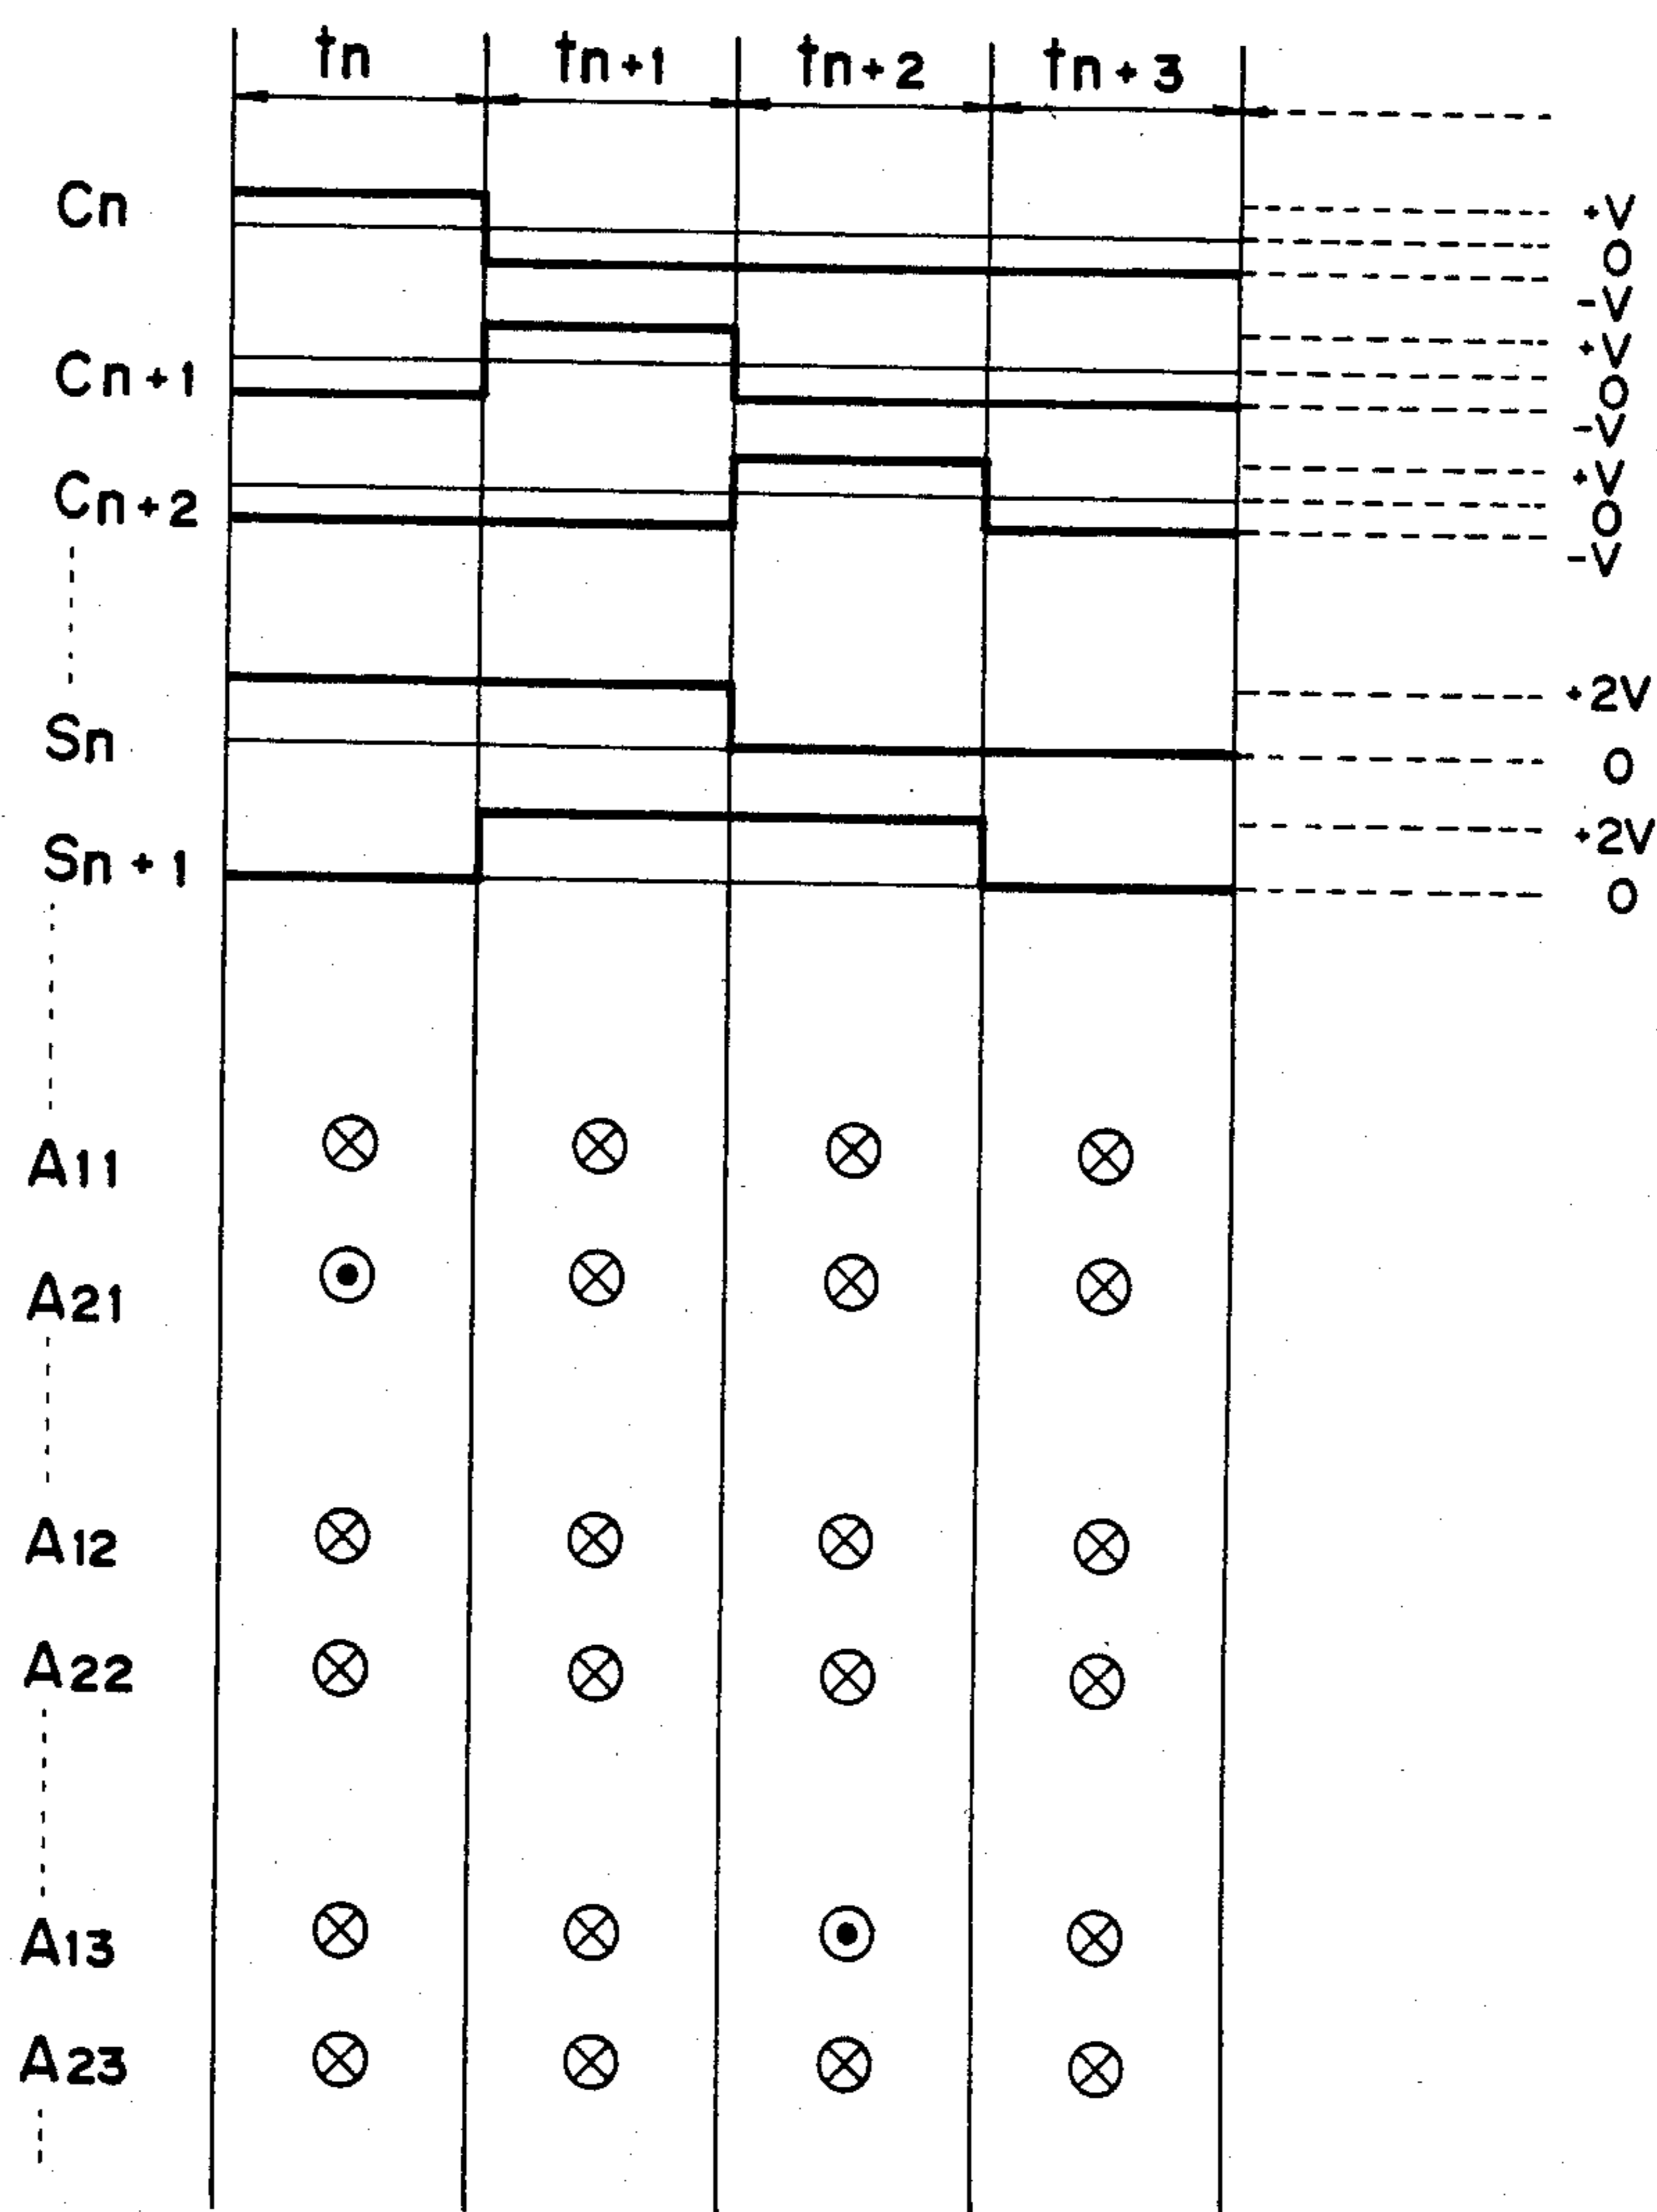 tn tn+1 tn+2 tn+3
Cn +V
0
-V
Cn+1 +V
0
-V
Cn+2 +V
0
-V
Sn +2V
0
Sn+1 +2V
0
A11
A21
A12
A22
A13
A23